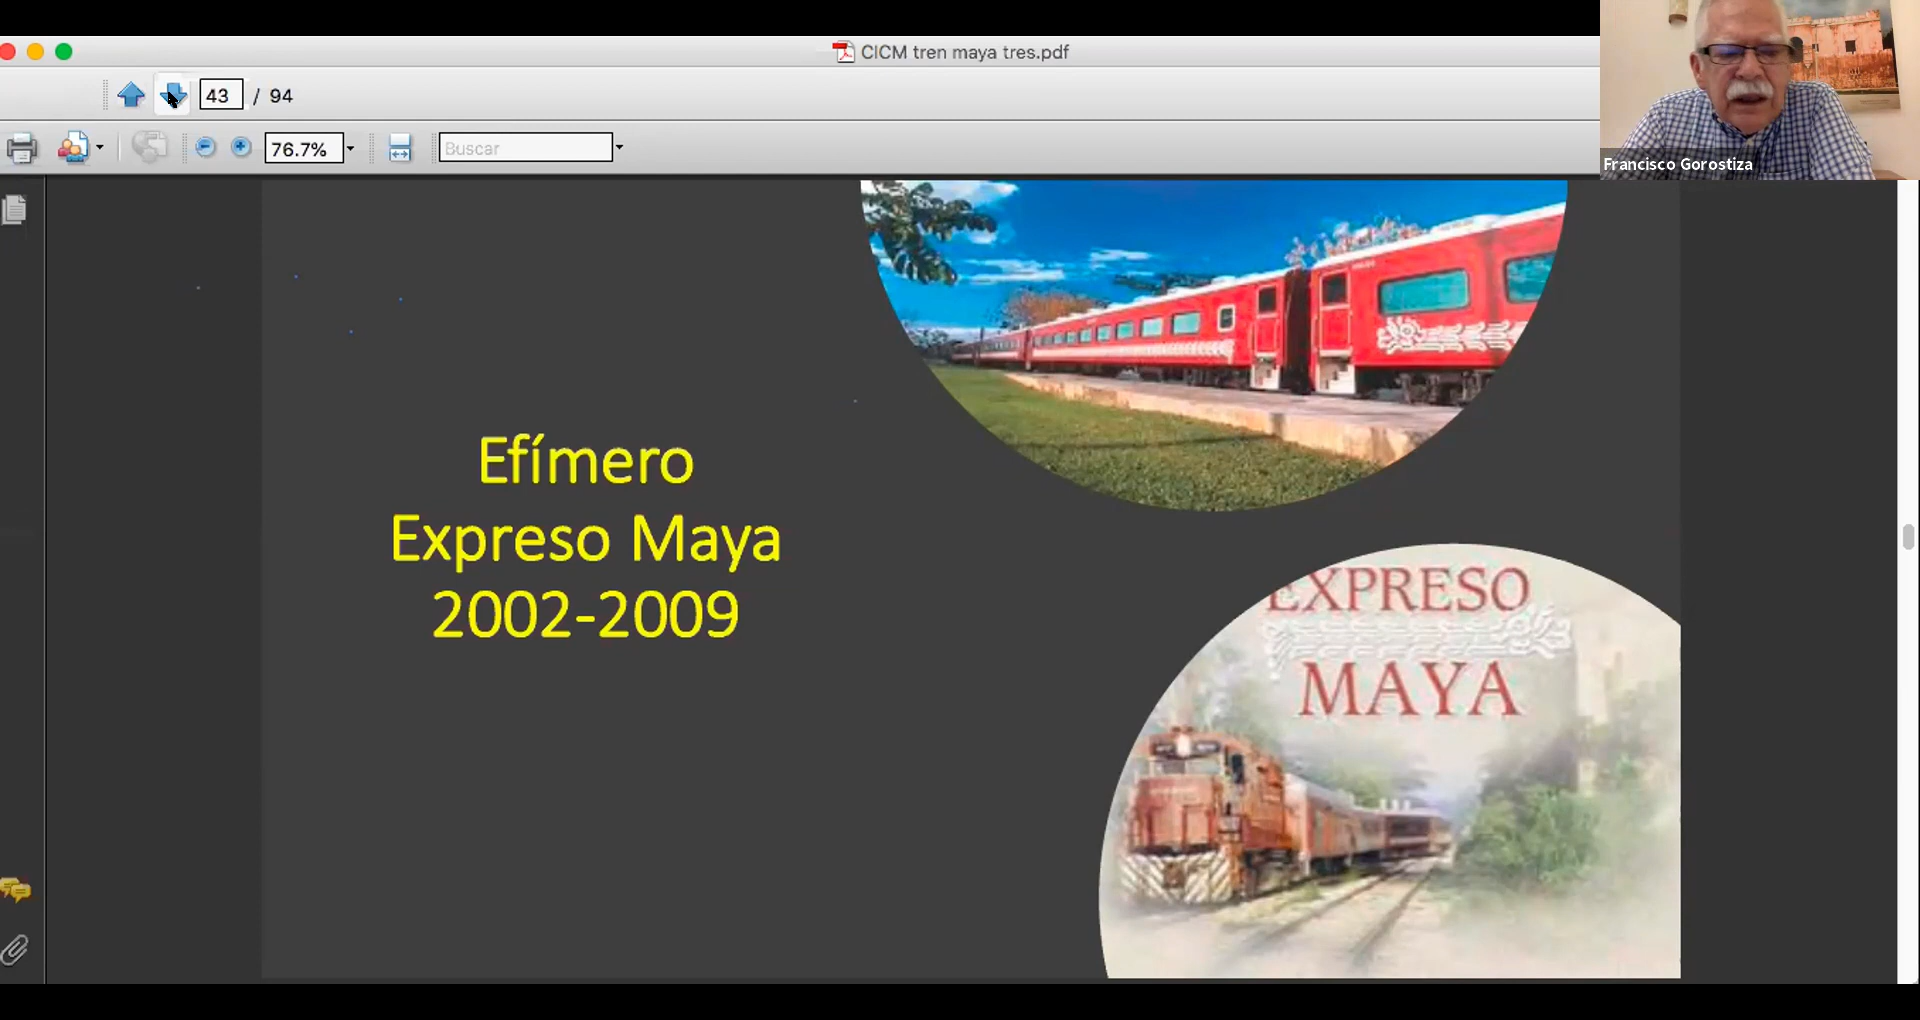 CICM tren maya tres.pdf
43 / 94
76.7%
Buscar
Francisco Gorostiza
Efímero
Expreso Maya
2002-2009
EXPRESO
MAYA